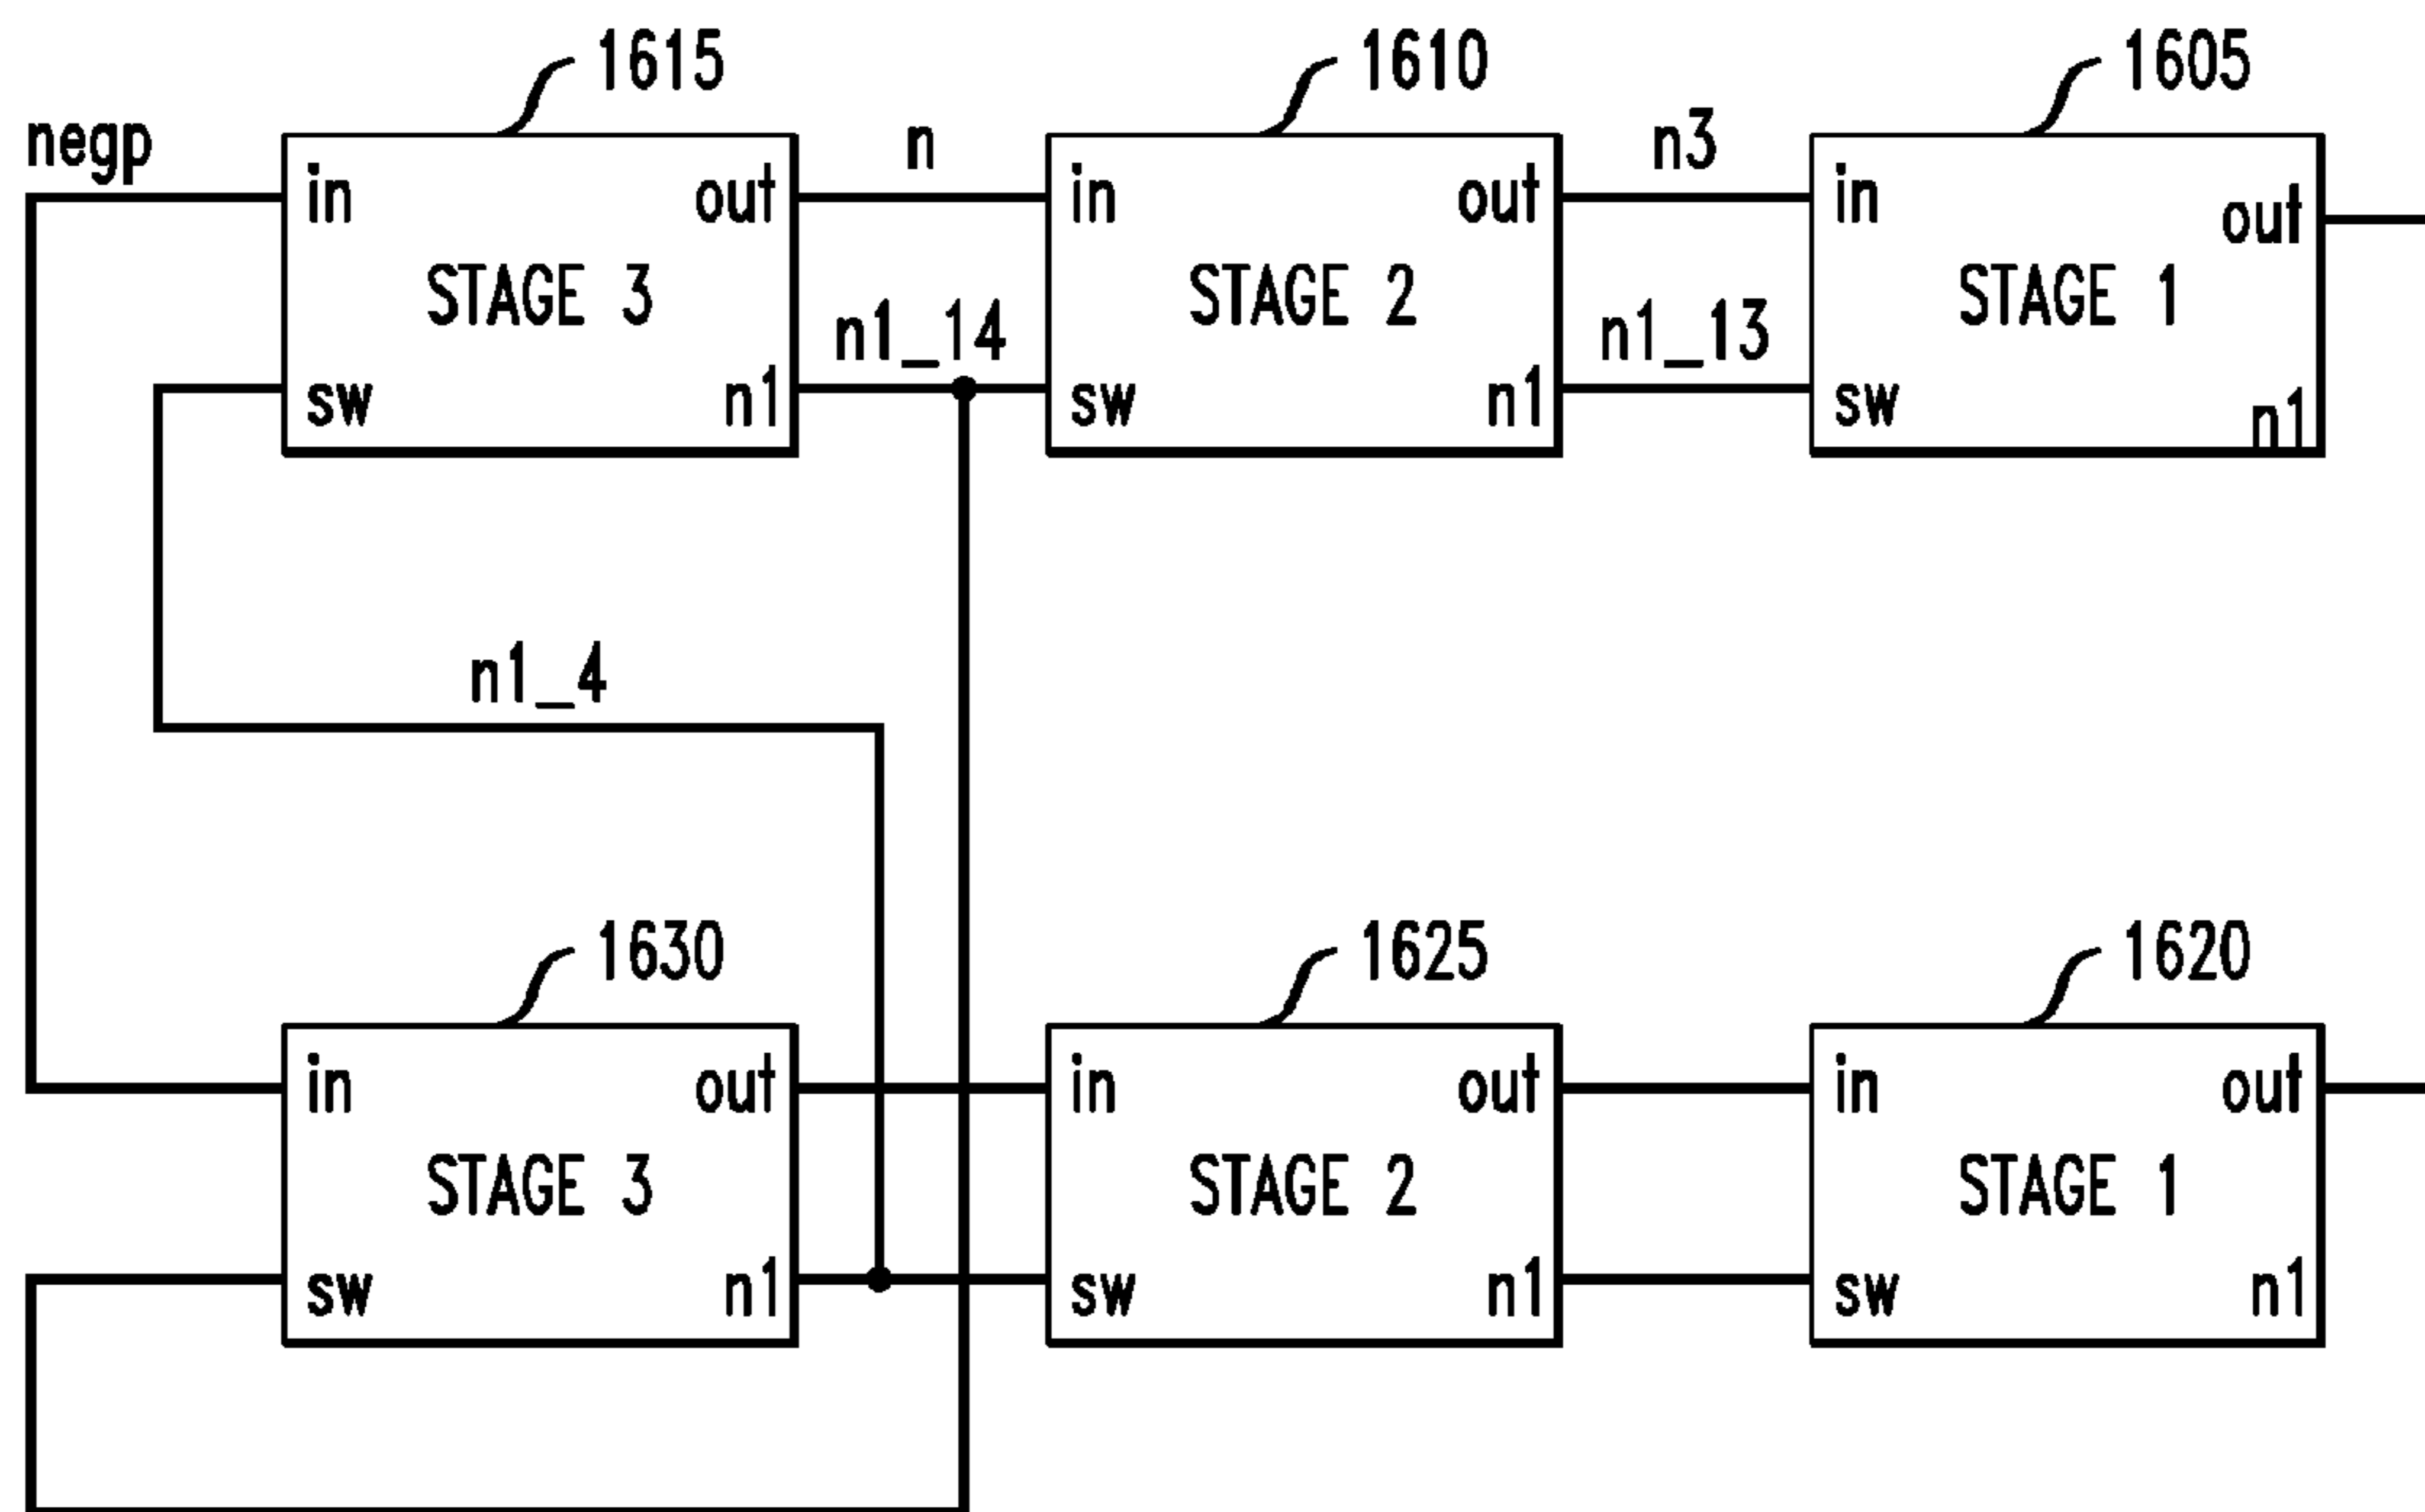 1615
1610
1605
negp
n
n3
in
out
in
out
in
out
STAGE 3
STAGE 2
STAGE 1
n1_14
n1_13
sw
n1
sw
n1
sw
n1
n1_4
1630
1625
1620
in
out
in
out
in
out
STAGE 3
STAGE 2
STAGE 1
sw
n1
sw
n1
sw
n1